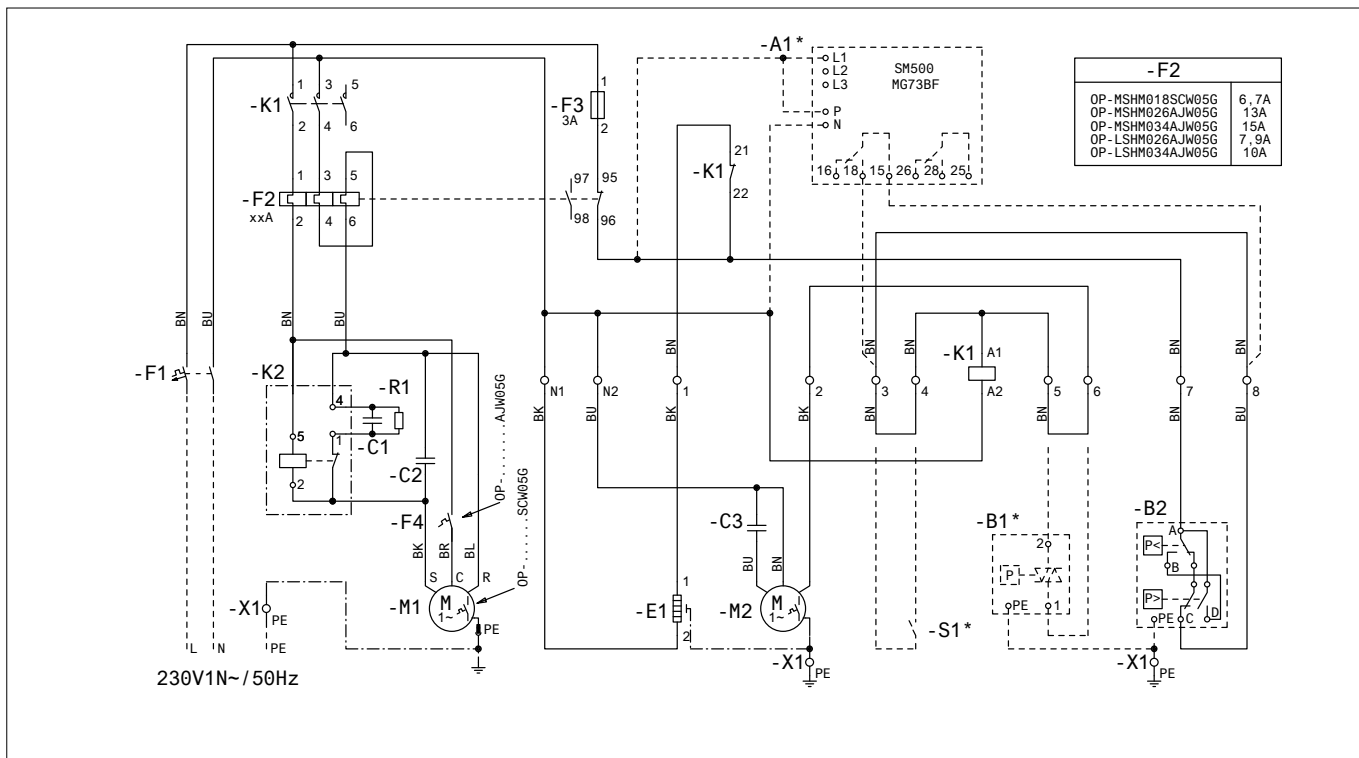 -A1*
L1
L2
L3
P
N
SM500
MG73BF
16 18 15 26 28 25
-F2
OP-MSHM018SCW05G 6,7A
OP-MSHM026AJW05G 13A
OP-MSHM034AJW05G 15A
OP-LSHM026AJW05G 7,9A
OP-LSHM034AJW05G 10A
1 3 5
-K1
2 4 6
1
-F3
3A
2
21
-K1
22
1 3 5
-F2
xxA
2 4 6
97 95
98 96
BN BU BN BU
BN BN BN BN BN BN
-F1
-K2
4
-R1
5
1
-C1
2
-C2
-F4
OP-......AJW05G
OP-.....SCW05G
BK BR BL
S C R
-M1
M
1~
PE
N1 N2 1 2 3 4
-K1
A1
A2
5 6 7 8
BK BU BK BK BN BN BN BN BN BU
-C3
BU BN
-M2
M
1~
1
-E1
2
-S1*
-B1*
2
P
PE 1
-B2
A
P<
B
P>
D
PE C
-X1
PE
-X1
PE
-X1
PE
L N PE
230V1N~/50Hz